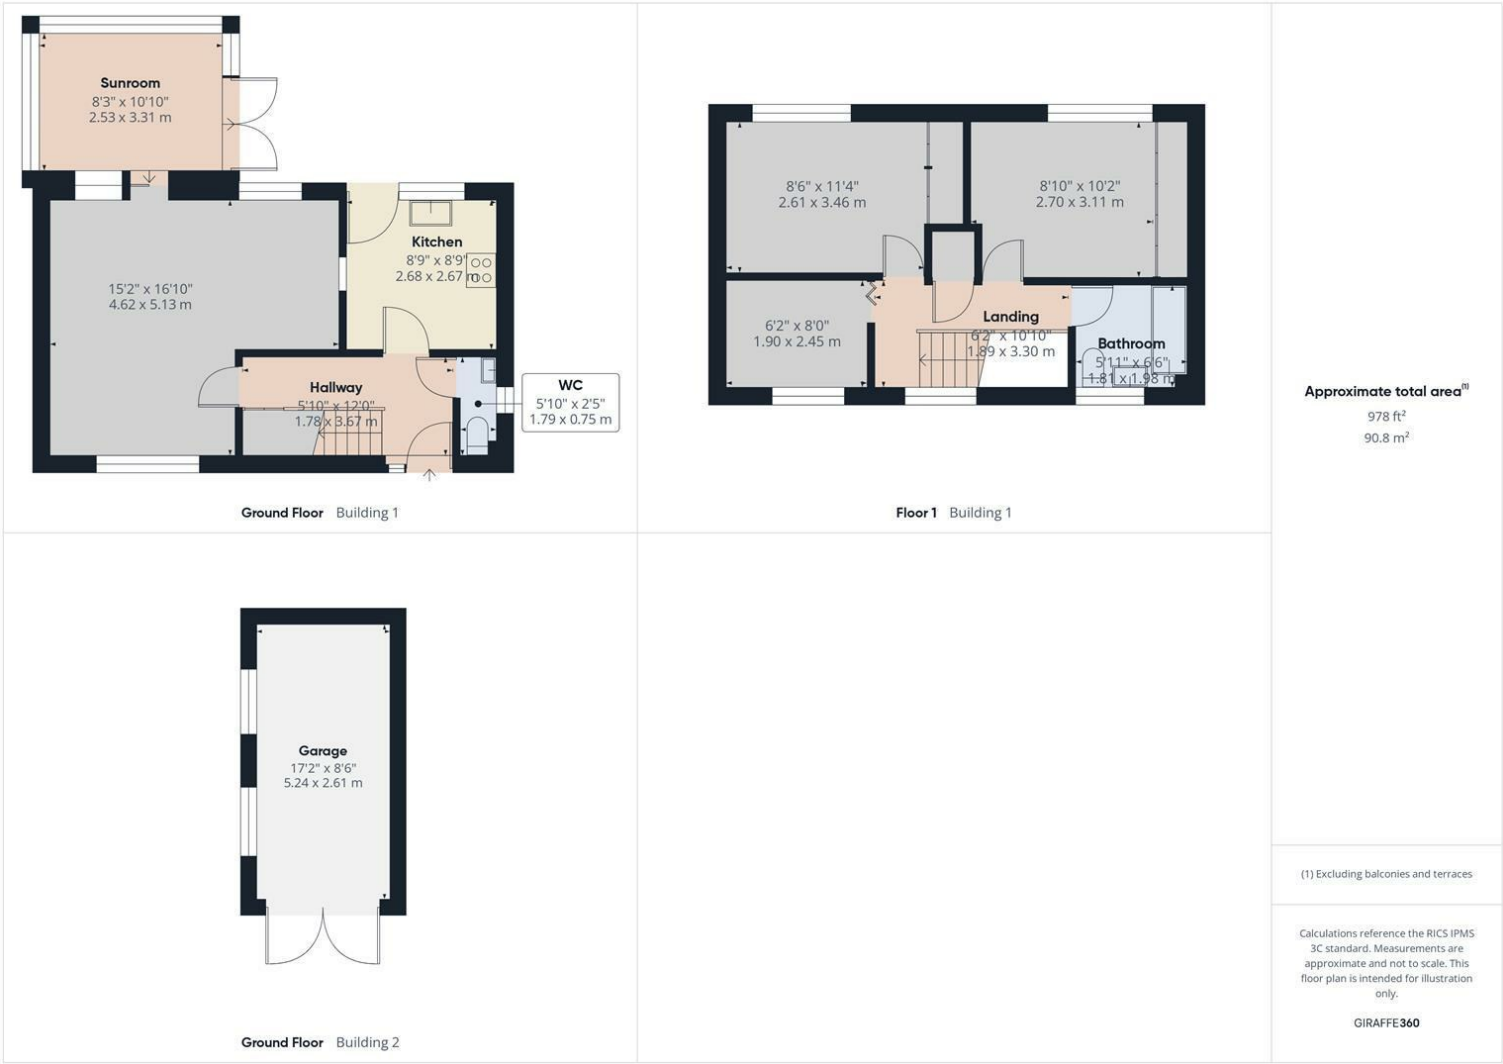 Sunroom
8'3" x 10'10"
2.53 x 3.31 m
Kitchen
8'9" x 8'9"
2.68 x 2.67 m
15'2" x 16'10"
4.62 x 5.13 m
Hallway
5'10" x 12'0"
1.78 x 3.67 m
WC
5'10" x 2'5"
1.79 x 0.75 m
Ground Floor Building 1
8'6" x 11'4"
2.61 x 3.46 m
8'10" x 10'2"
2.70 x 3.11 m
6'2" x 8'0"
1.90 x 2.45 m
Landing
6'2" x 10'10"
1.89 x 3.30 m
Bathroom
5'11" x 6'6"
1.81 x 1.98 m
Floor 1 Building 1
Garage
17'2" x 8'6"
5.24 x 2.61 m
Ground Floor Building 2
Approximate total area(1)
978 ft²
90.8 m²
(1) Excluding balconies and terraces
Calculations reference the RICS IPMS
3C standard. Measurements are
approximate and not to scale. This
floor plan is intended for illustration
only.
GIRAFFE360